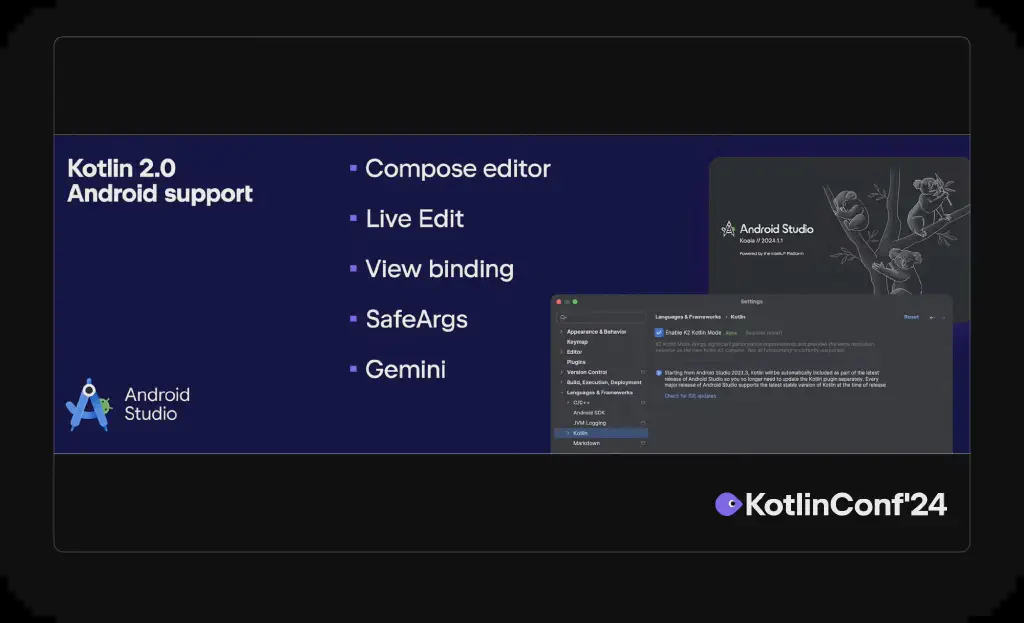 Kotlin 2.0
Android support
Compose editor
Live Edit
View binding
SafeArgs
Gemini
Android
Studio
Android Studio
Koala // 2024.1.1
Powered by the IntelliJ® Platform
Settings
Appearance & Behavior
Keymap
Editor
Plugins
Version Control
Build, Execution, Deployment
Languages & Frameworks
C/C++
Android SDK
JVM Logging
Kotlin
Markdown
Languages & Frameworks › Kotlin
Reset
Enable K2 Kotlin Mode Alpha Requires restart
Starting from Android Studio 2023.3, Kotlin will be automatically included as part of the latest
release of Android Studio so you no longer need to update the Kotlin plugin separately. Every
major release of Android Studio supports the latest stable version of Kotlin at the time of release
Check for IDE updates
KotlinConf'24